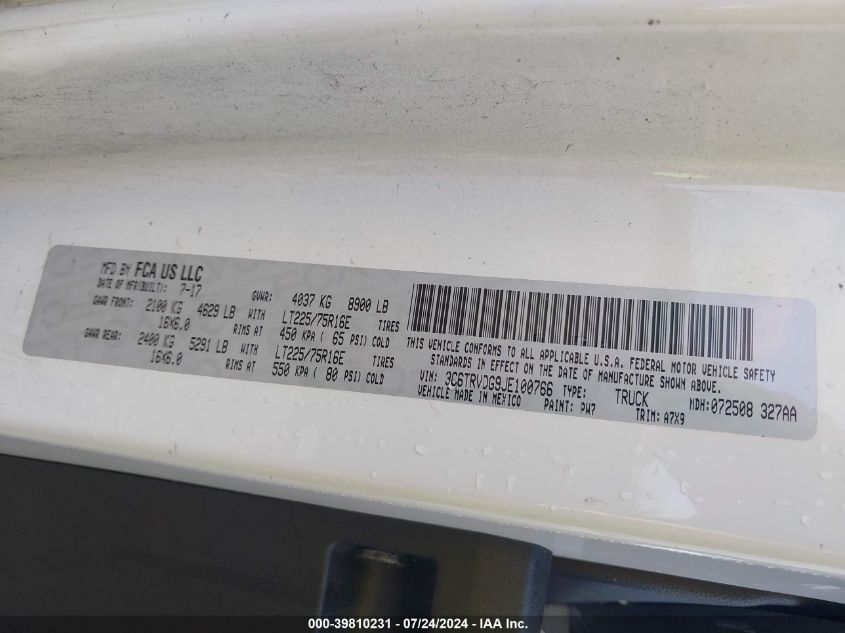 MFD BY FCA US LLC
DATE OF MFR(BUILT): 7-17 GVWR: 4037 KG 8900 LB
GAWR FRONT: 2100 KG 4629 LB WITH LT225/75R16E TIRES
16X6.0 RIMS AT 450 KPA ( 65 PSI) COLD
GAWR REAR: 2400 KG 5291 LB WITH LT225/75R16E TIRES
16X6.0 RIMS AT 550 KPA ( 80 PSI) COLD
THIS VEHICLE CONFORMS TO ALL APPLICABLE U.S.A. FEDERAL MOTOR VEHICLE SAFETY
STANDARDS IN EFFECT ON THE DATE OF MANUFACTURE SHOWN ABOVE.
VIN: 3C6TRVDG9JE100766 TYPE: TRUCK MDH:072508 327AA
VEHICLE MADE IN MEXICO PAINT: PW7 TRIM: A7X9
000-39810231 - 07/24/2024 - IAA Inc.